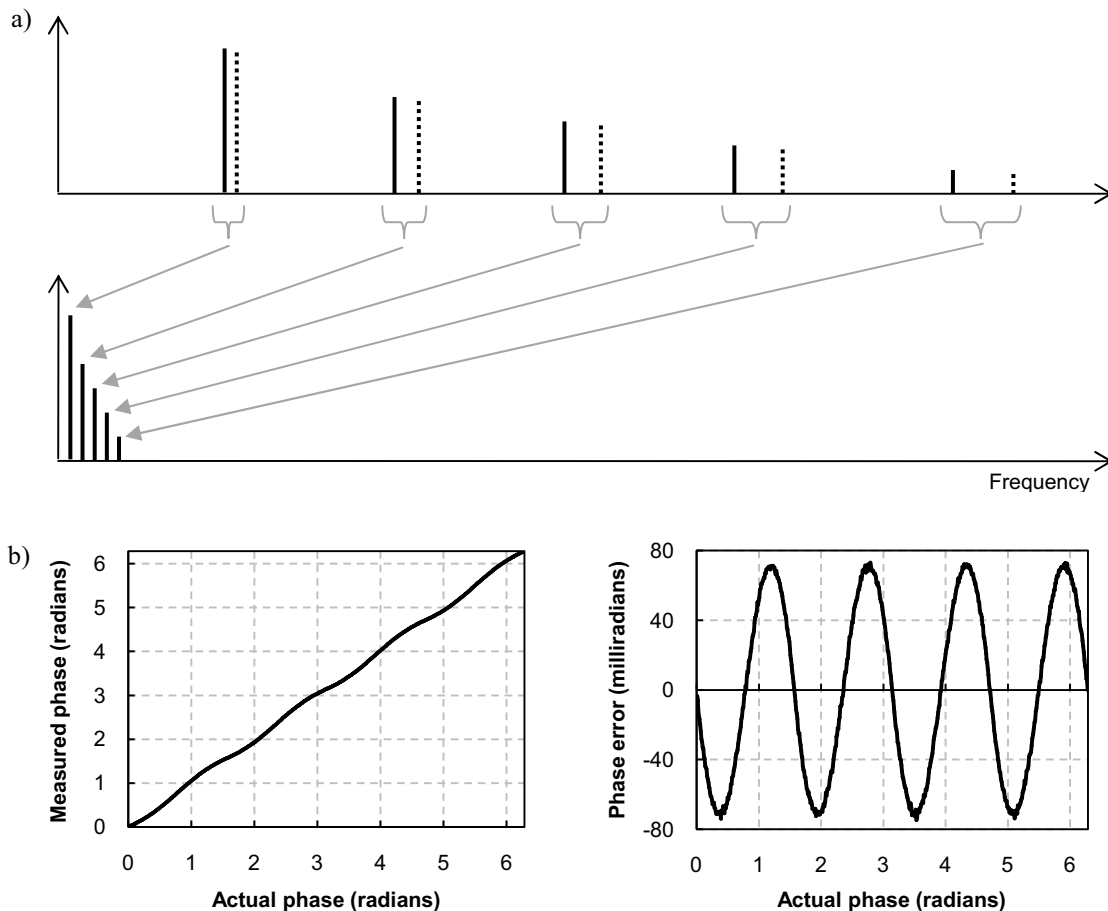 a)
Frequency
b)
Measured phase (radians)
6
5
4
3
2
1
0
0 1 2 3 4 5 6
Actual phase (radians)
Phase error (milliradians)
80
40
0
-40
-80
0 1 2 3 4 5 6
Actual phase (radians)